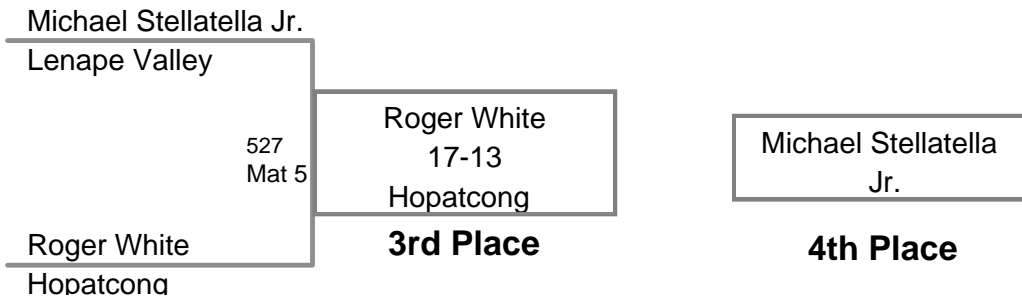 Michael Stellatella Jr.
Lenape Valley
527
Mat 5
Roger White
Hopatcong
Roger White
17-13
Hopatcong
3rd Place
Michael Stellatella
Jr.
4th Place